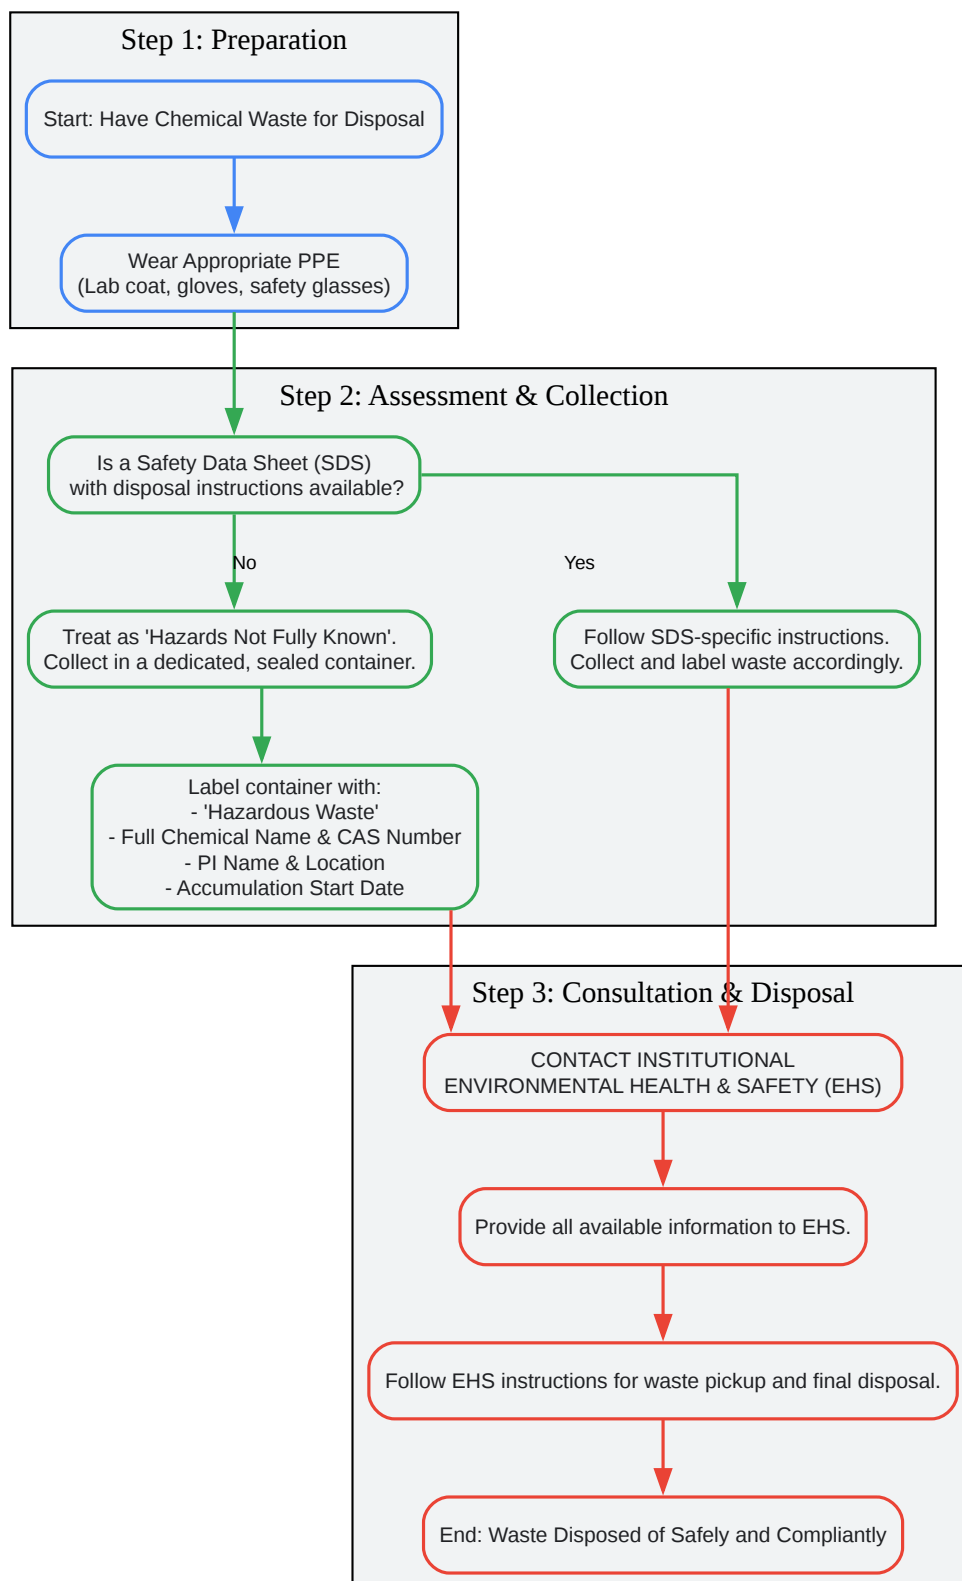 Step 1: Preparation
Start: Have Chemical Waste for Disposal
Wear Appropriate PPE
(Lab coat, gloves, safety glasses)
Step 2: Assessment & Collection
Is a Safety Data Sheet (SDS)
with disposal instructions available?
No
Yes
Treat as 'Hazards Not Fully Known'.
Collect in a dedicated, sealed container.
Follow SDS-specific instructions.
Collect and label waste accordingly.
Label container with:
- 'Hazardous Waste'
- Full Chemical Name & CAS Number
- PI Name & Location
- Accumulation Start Date
Step 3: Consultation & Disposal
CONTACT INSTITUTIONAL
ENVIRONMENTAL HEALTH & SAFETY (EHS)
Provide all available information to EHS.
Follow EHS instructions for waste pickup and final disposal.
End: Waste Disposed of Safely and Compliantly